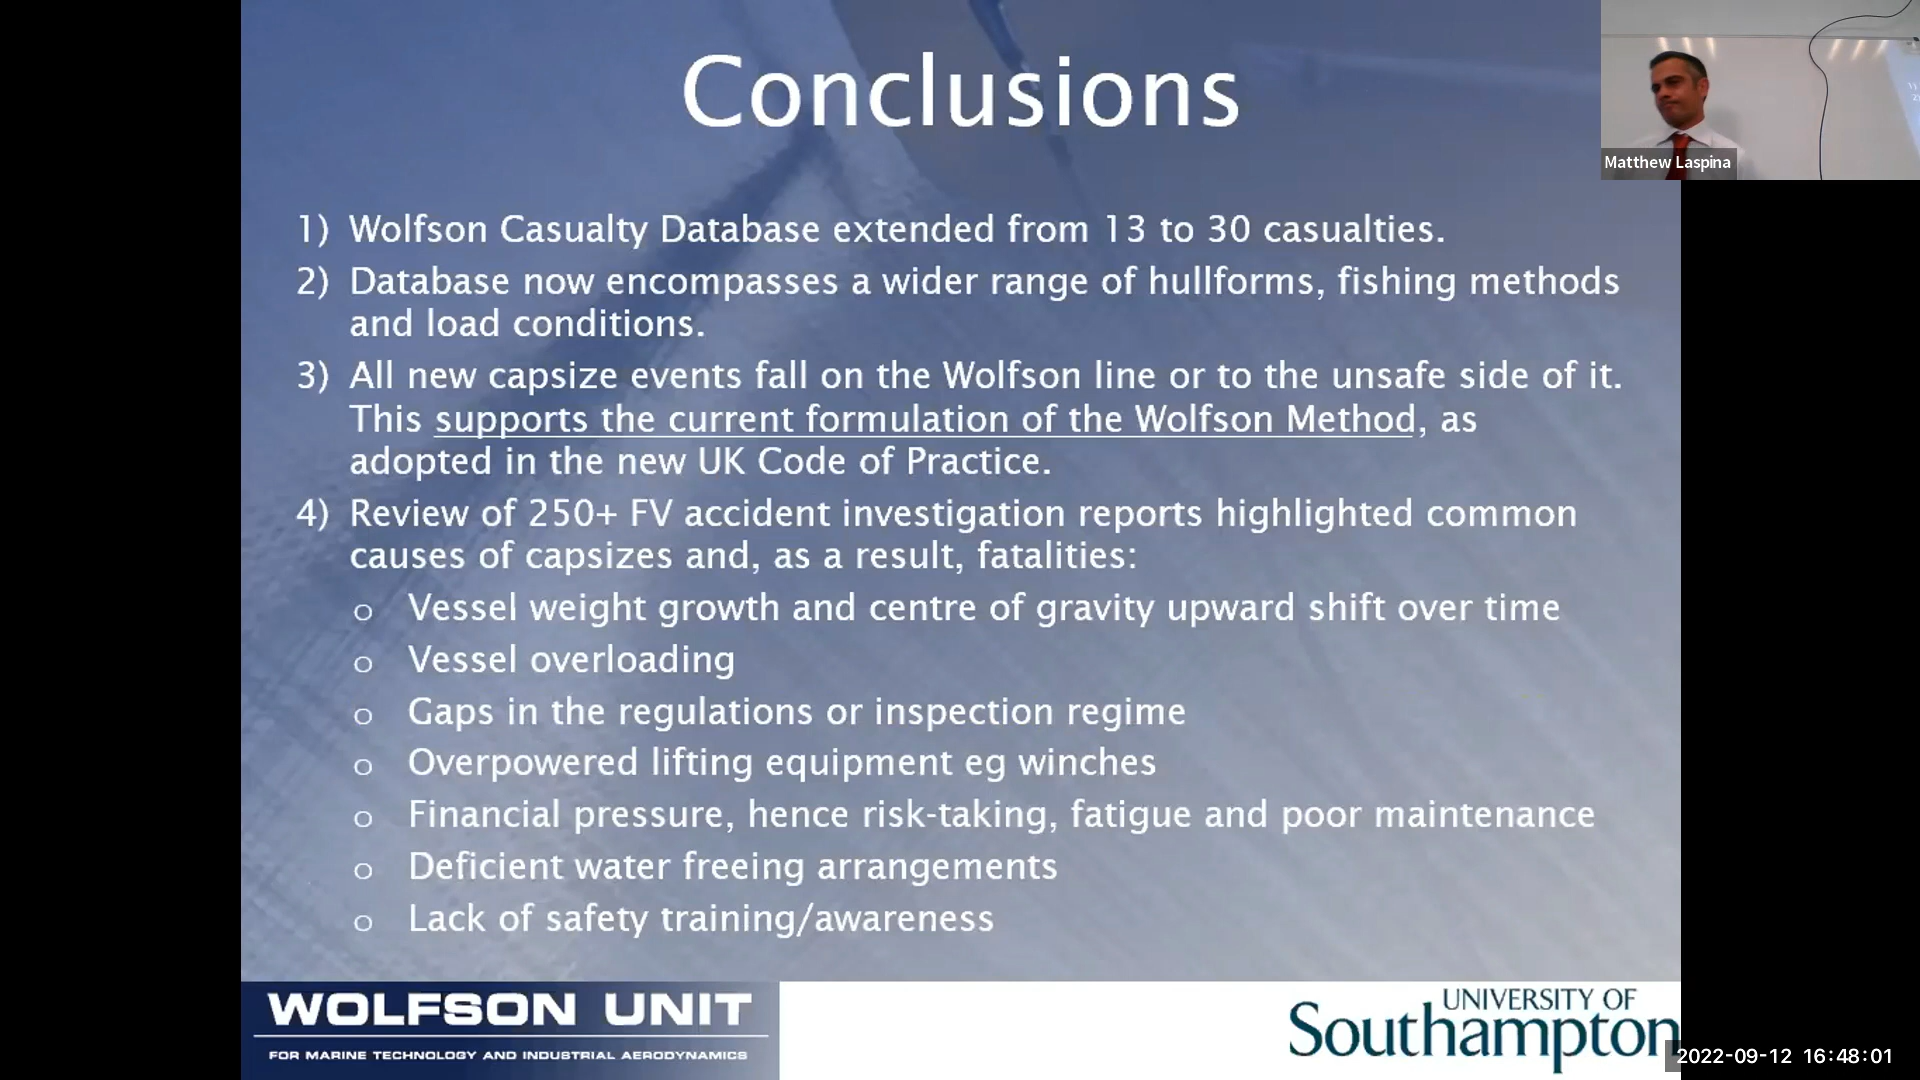 Conclusions
Matthew Laspina
1) Wolfson Casualty Database extended from 13 to 30 casualties.
2) Database now encompasses a wider range of hullforms, fishing methods
and load conditions.
3) All new capsize events fall on the Wolfson line or to the unsafe side of it.
This supports the current formulation of the Wolfson Method, as
adopted in the new UK Code of Practice.
4) Review of 250+ FV accident investigation reports highlighted common
causes of capsizes and, as a result, fatalities:
o Vessel weight growth and centre of gravity upward shift over time
o Vessel overloading
o Gaps in the regulations or inspection regime
o Overpowered lifting equipment eg winches
o Financial pressure, hence risk-taking, fatigue and poor maintenance
o Deficient water freeing arrangements
o Lack of safety training/awareness
WOLFSON UNIT
FOR MARINE TECHNOLOGY AND INDUSTRIAL AERODYNAMICS
UNIVERSITY OF
Southampton
2022-09-12 16:48:01